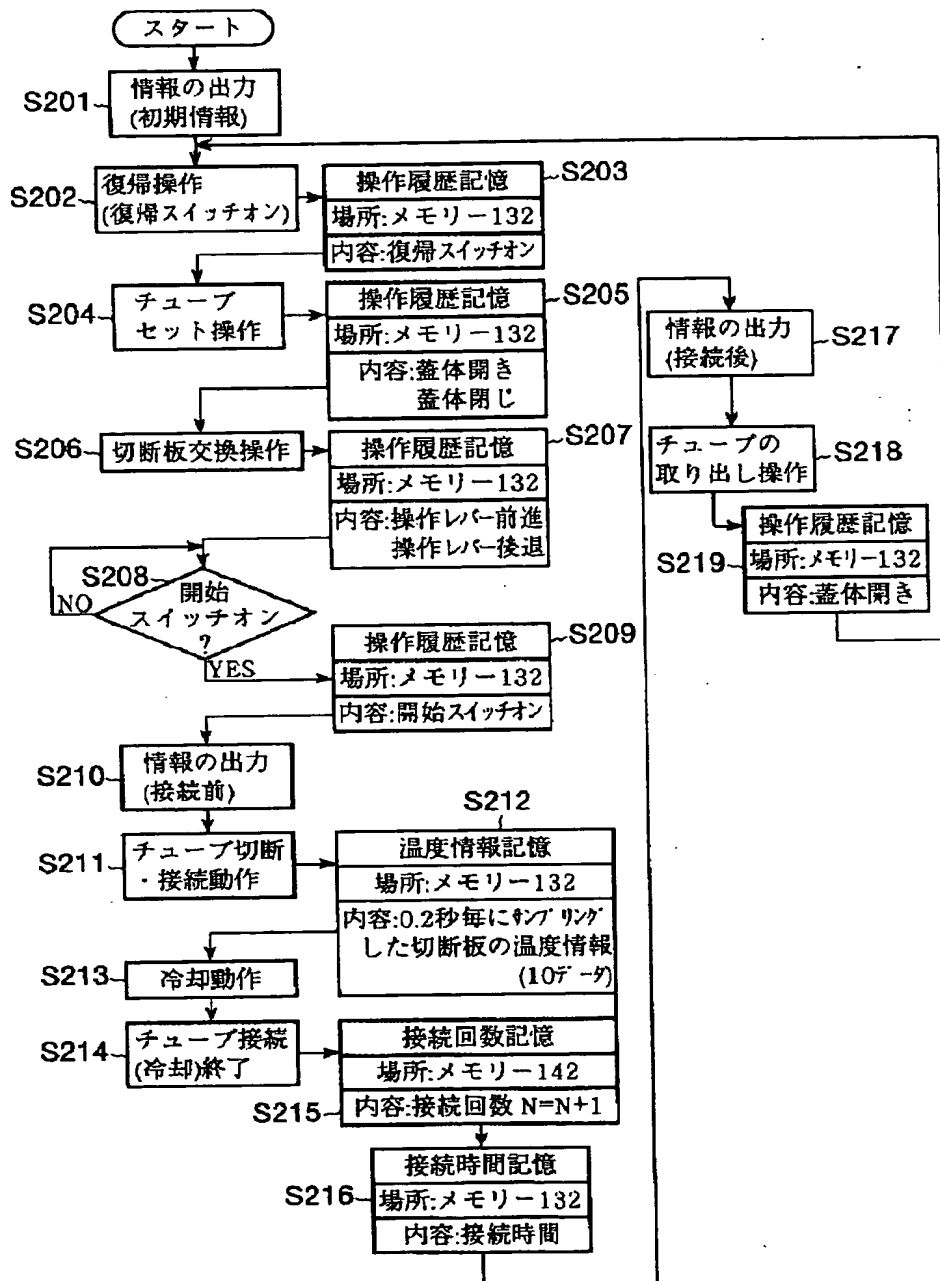 スタート
S201
情報の出力
(初期情報)
S202
復帰操作
(復帰スイッチオン)
操作履歴記憶
S203
場所:メモリー132
内容:復帰スイッチオン
S204
チューブ
セット操作
操作履歴記憶
S205
場所:メモリー132
内容:蓋体開き
蓋体閉じ
S206
切断板交換操作
操作履歴記憶
S207
場所:メモリー132
内容:操作レバー前進
操作レバー後退
S208
開始
スイッチオン
?
NO
YES
操作履歴記憶
S209
場所:メモリー132
内容:開始スイッチオン
S210
情報の出力
(接続前)
S211
チューブ切断
・接続動作
S212
温度情報記憶
場所:メモリー132
内容:0.2秒毎にサンプリング
した切断板の温度情報
(10データ)
S213
冷却動作
S214
チューブ接続
(冷却)終了
接続回数記憶
場所:メモリー142
S215
内容:接続回数 N=N+1
接続時間記憶
S216
場所:メモリー132
内容:接続時間
情報の出力
(接続後)
S217
チューブの
取り出し操作
S218
操作履歴記憶
S219
場所:メモリー132
内容:蓋体開き